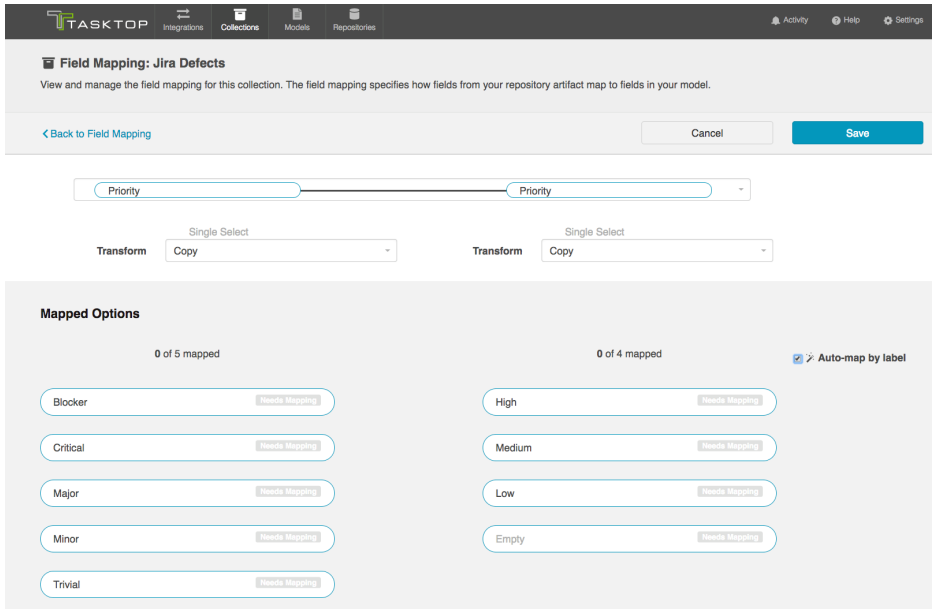 TASKTOP
Integrations
Collections
Models
Repositories
Activity
Help
Settings
Field Mapping: Jira Defects
View and manage the field mapping for this collection. The field mapping specifies how fields from your repository artifact map to fields in your model.
Back to Field Mapping
Cancel
Save
Priority
Priority
Single Select
Single Select
Transform
Copy
Transform
Copy
Mapped Options
0 of 5 mapped
0 of 4 mapped
Auto-map by label
Blocker
Needs Mapping
High
Needs Mapping
Critical
Needs Mapping
Medium
Needs Mapping
Major
Needs Mapping
Low
Needs Mapping
Minor
Needs Mapping
Empty
Needs Mapping
Trivial
Needs Mapping